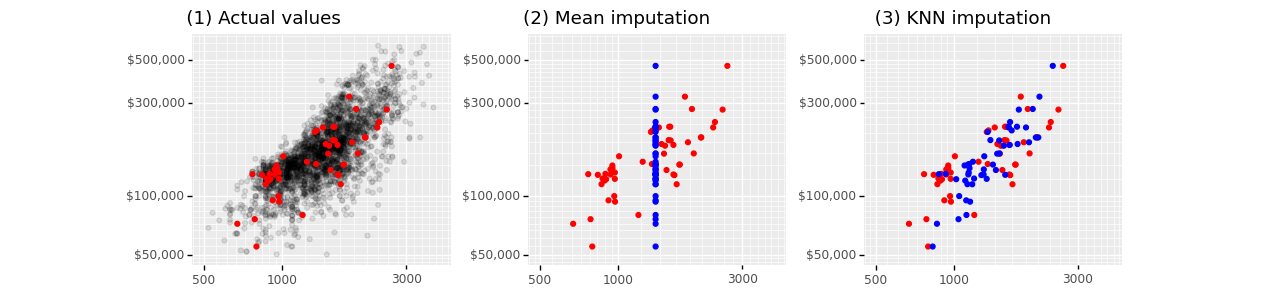 (1) Actual values (2) Mean imputation (3) KNN imputation
$500,000 $500,000 $500,000
$300,000 $300,000 $300,000
$100,000 $100,000 $100,000
$50,000 $50,000 $50,000
500 1000 3000 500 1000 3000 500 1000 3000